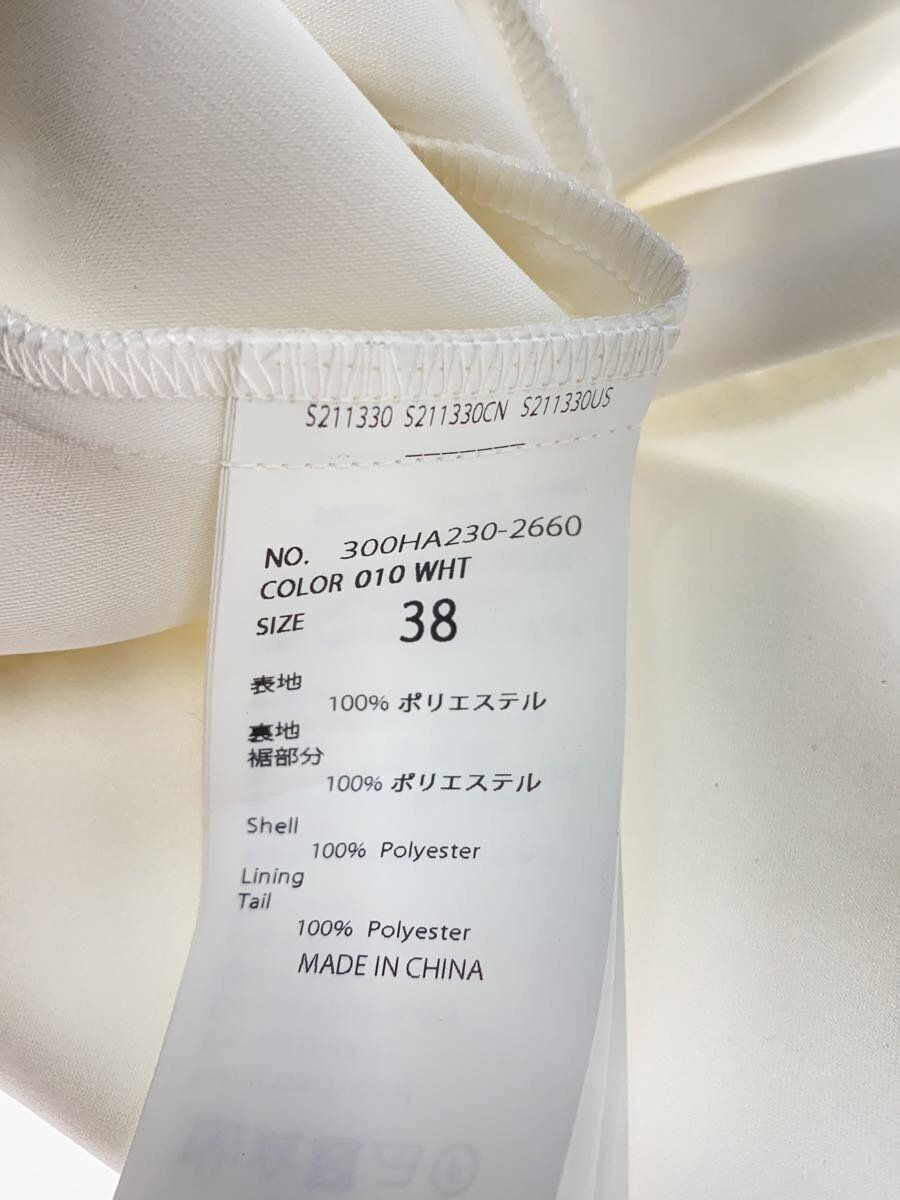 S211330 S211330CN S211330US
NO. 300HA230-2660
COLOR 010 WHT
SIZE 38
表地
100% ポリエステル
裏地
裾部分
100% ポリエステル
Shell
100% Polyester
Lining
Tail
100% Polyester
MADE IN CHINA